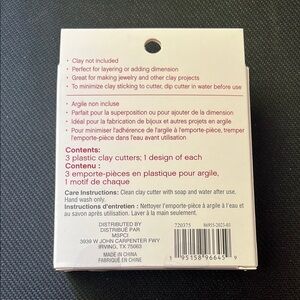 • Clay not included
• Perfect for layering or adding dimension
• Great for making jewelry and other clay projects
• To minimize clay sticking to cutter, dip cutter in water before use
• Argile non incluse
• Parfait pour la superposition ou pour ajouter de la dimension
• Idéal pour la fabrication de bijoux et autres projets en argile
• Pour minimiser l'adhérence de l'argile à l'emporte-pièce, tremper
l'emporte-pièce dans l'eau avant utilisation
Contents:
3 plastic clay cutters; 1 design of each
Contenu :
3 emporte-pièces en plastique pour argile,
1 motif de chaque
Care Instructions: Clean clay cutter with soap and water after use.
Hand wash only.
Instructions d'entretien : Nettoyer l'emporte-pièce à argile à l'eau et
au savon après utilisation. Laver à la main seulement.
DISTRIBUTED BY
DISTRIBUÉ PAR
MSPCI
3939 W JOHN CARPENTER FWY
IRVING, TX 75063
MADE IN CHINA
FABRIQUÉ EN CHINE
720375
1 95158 96645 9